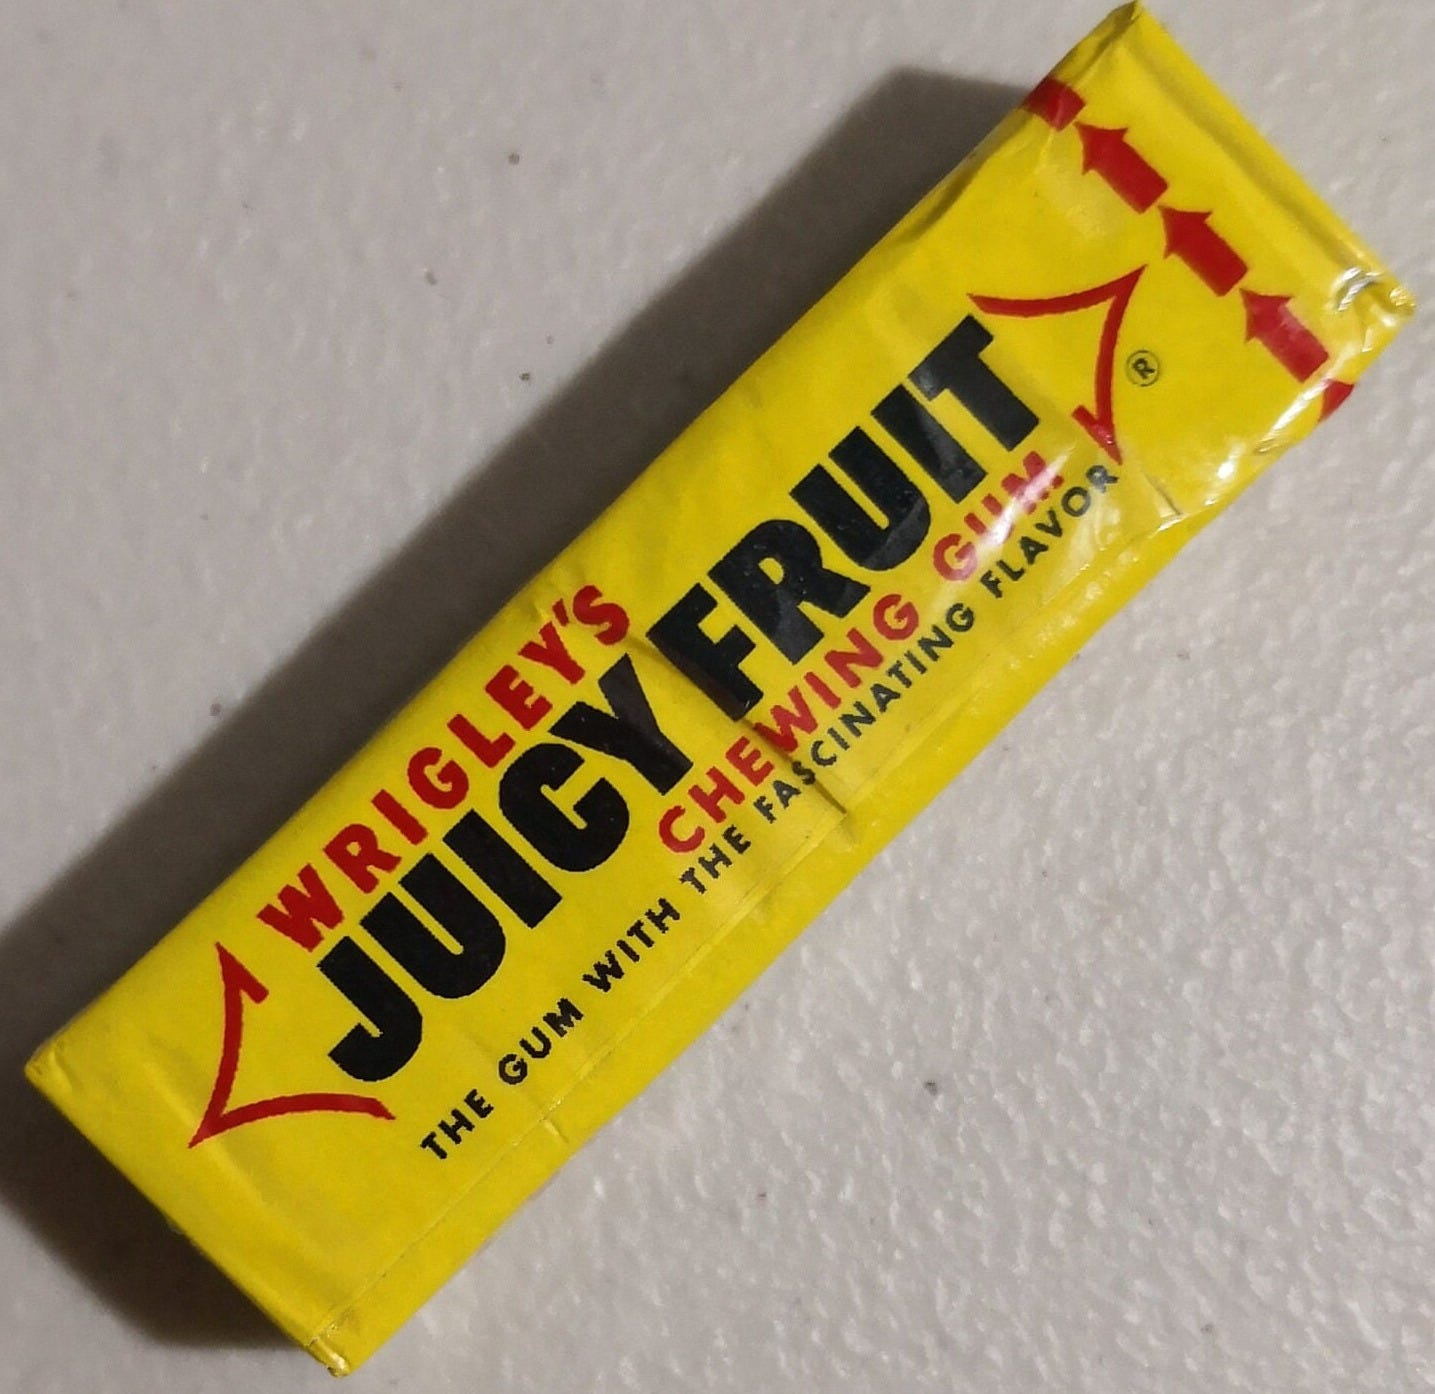 WRIGLEY'S
JUICY FRUIT
CHEWING GUM
THE GUM WITH THE FASCINATING FLAVOR
®